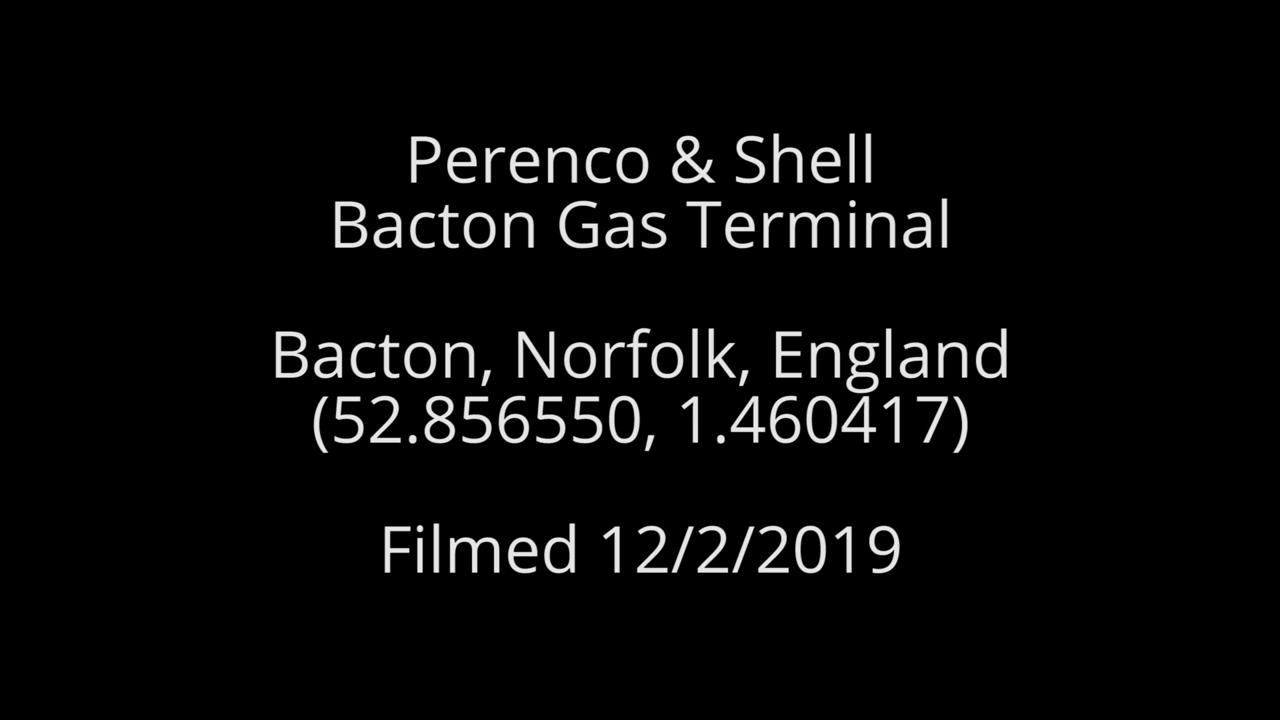 Perenco & Shell
Bacton Gas Terminal
Bacton, Norfolk, England
(52.856550, 1.460417)
Filmed 12/2/2019